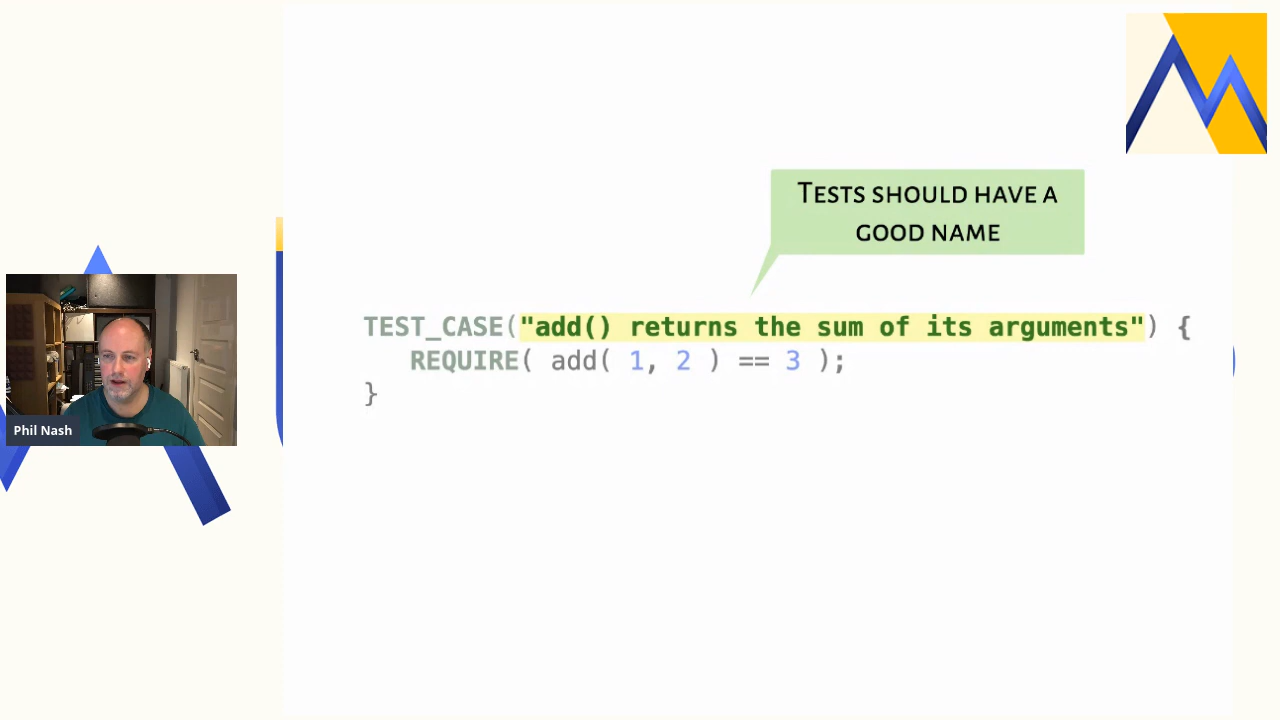 TESTS SHOULD HAVE A
GOOD NAME
TEST_CASE("add() returns the sum of its arguments") {
REQUIRE( add( 1, 2 ) == 3 );
}
Phil Nash